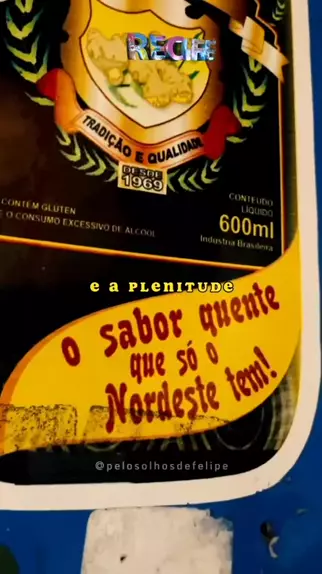 RECIFE
TRADIÇÃO E QUALIDADE
DESDE
1969
CONTÉM GLÚTEN
E O CONSUMO EXCESSIVO DE ÁLCOOL
CONTEÚDO
LÍQUIDO
600ml
Indústria Brasileira
E A PLENITUDE
O sabor quente
que só o
Nordeste tem!
@pelosolhosdefelipe